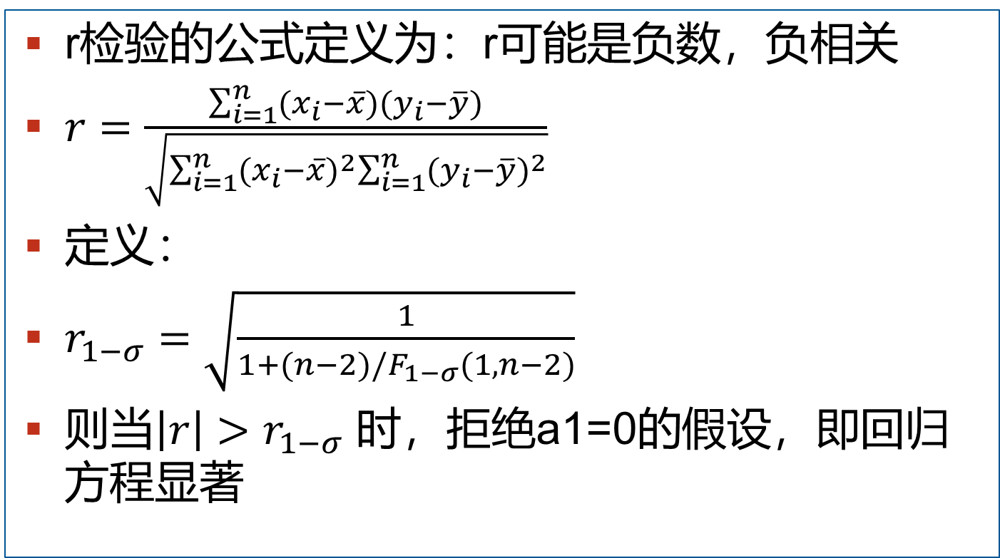 r检验的公式定义为：r可能是负数，负相关
r = \frac{\sum_{i=1}^{n}(x_i-\bar{x})(y_i-\bar{y})}{\sqrt{\sum_{i=1}^{n}(x_i-\bar{x})^2\sum_{i=1}^{n}(y_i-\bar{y})^2}}
定义：
r_{1-\sigma} = \sqrt{\frac{1}{1+(n-2)/F_{1-\sigma}(1,n-2)}}
则当|r| > r_{1-\sigma} 时，拒绝a1=0的假设，即回归
方程显著